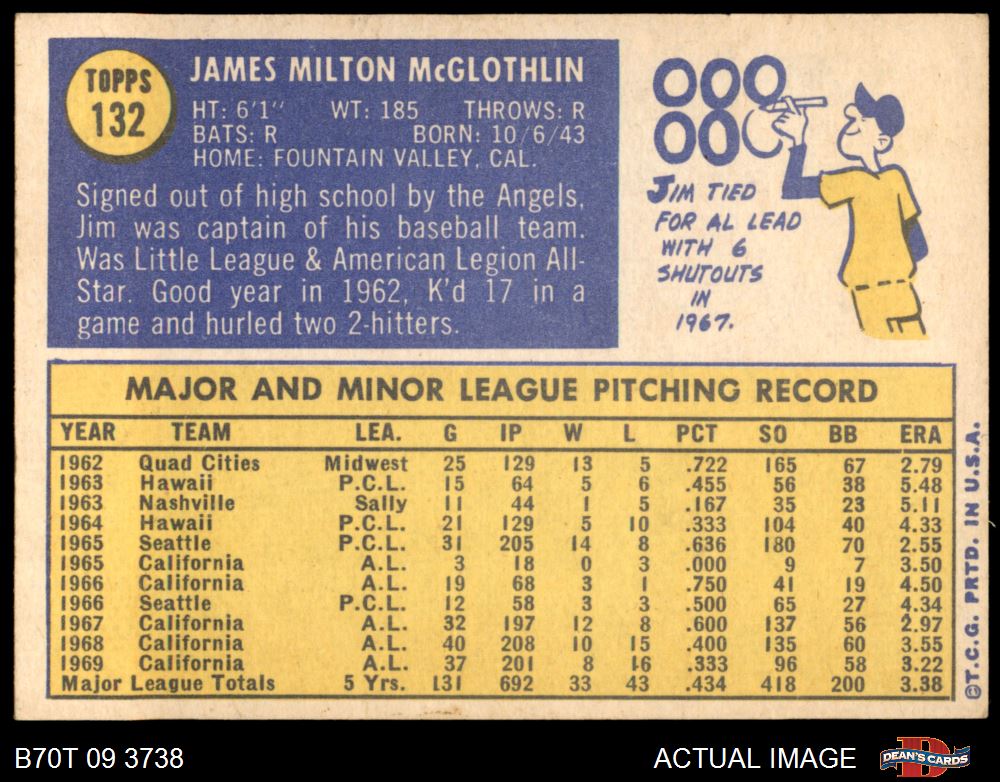 TOPPS
132
JAMES MILTON McGLOTHLIN
HT: 6'1" WT: 185 THROWS: R
BATS: R BORN: 10/6/43
HOME: FOUNTAIN VALLEY, CAL.
Signed out of high school by the Angels,
Jim was captain of his baseball team.
Was Little League & American Legion All-
Star. Good year in 1962, K'd 17 in a
game and hurled two 2-hitters.
000
00
JIM TIED
FOR AL LEAD
WITH 6
SHUTOUTS
IN
1967.
MAJOR AND MINOR LEAGUE PITCHING RECORD
YEAR TEAM LEA. G IP W L PCT SO BB ERA
1962 Quad Cities Midwest 25 129 13 5 .722 165 67 2.79
1963 Hawaii P.C.L. 15 64 5 6 .455 56 38 5.48
1963 Nashville Sally 11 44 1 5 .167 35 23 5.11
1964 Hawaii P.C.L. 21 129 5 10 .333 104 40 4.33
1965 Seattle P.C.L. 31 205 14 8 .636 180 70 2.55
1965 California A.L. 3 18 0 3 .000 9 7 3.50
1966 California A.L. 19 68 3 1 .750 41 19 4.50
1966 Seattle P.C.L. 12 58 3 3 .500 65 27 4.34
1967 California A.L. 32 197 12 8 .600 137 56 2.97
1968 California A.L. 40 208 10 15 .400 135 60 3.55
1969 California A.L. 37 201 8 16 .333 96 58 3.22
Major League Totals 5 Yrs. 131 692 33 43 .434 418 200 3.38
©T.C.G. PRTD. IN U.S.A.
B70T 09 3738 ACTUAL IMAGE
D
DEAN'S CARDS